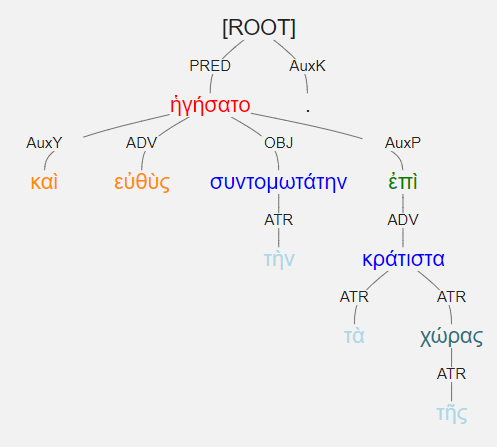 [ROOT]
PRED AuxK
ἡγήσατο .
AuxY ADV OBJ AuxP
καὶ εὐθὺς συντομωτάτην ἐπὶ
ATR ADV
τὴν κράτιστα
ATR ATR
τὰ χώρας
ATR
τῆς